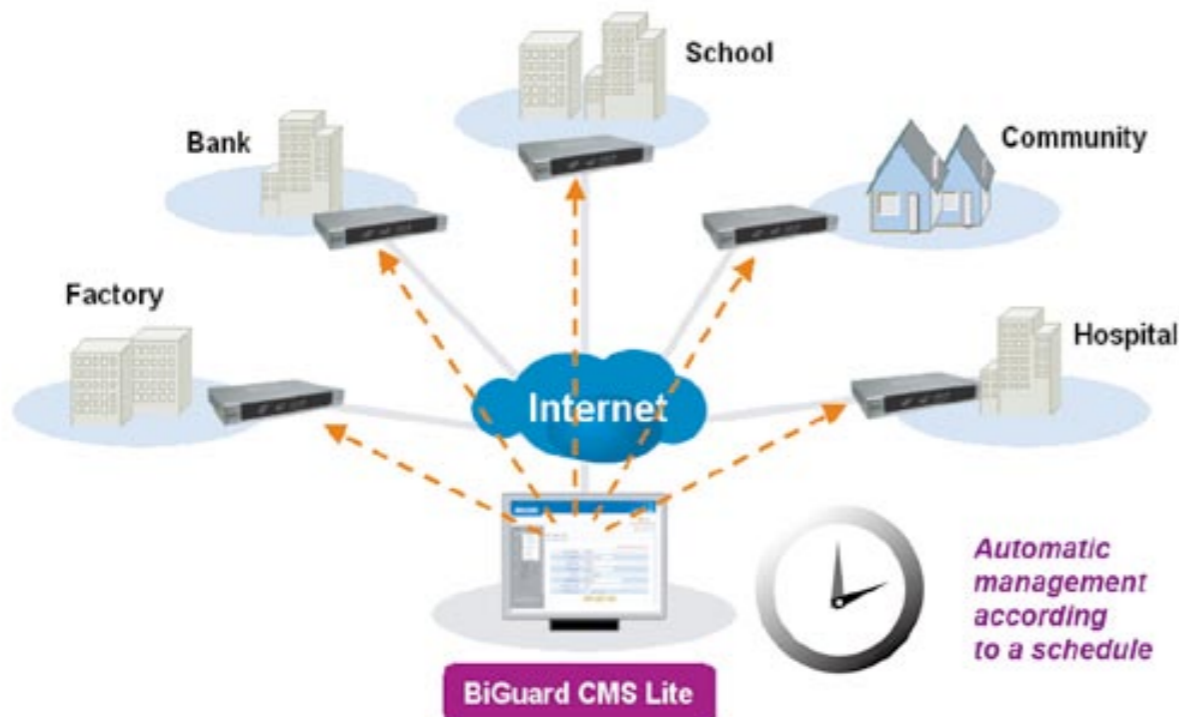 School
Bank
Community
Factory
Hospital
Internet
Automatic
management
according
to a schedule
BiGuard CMS Lite